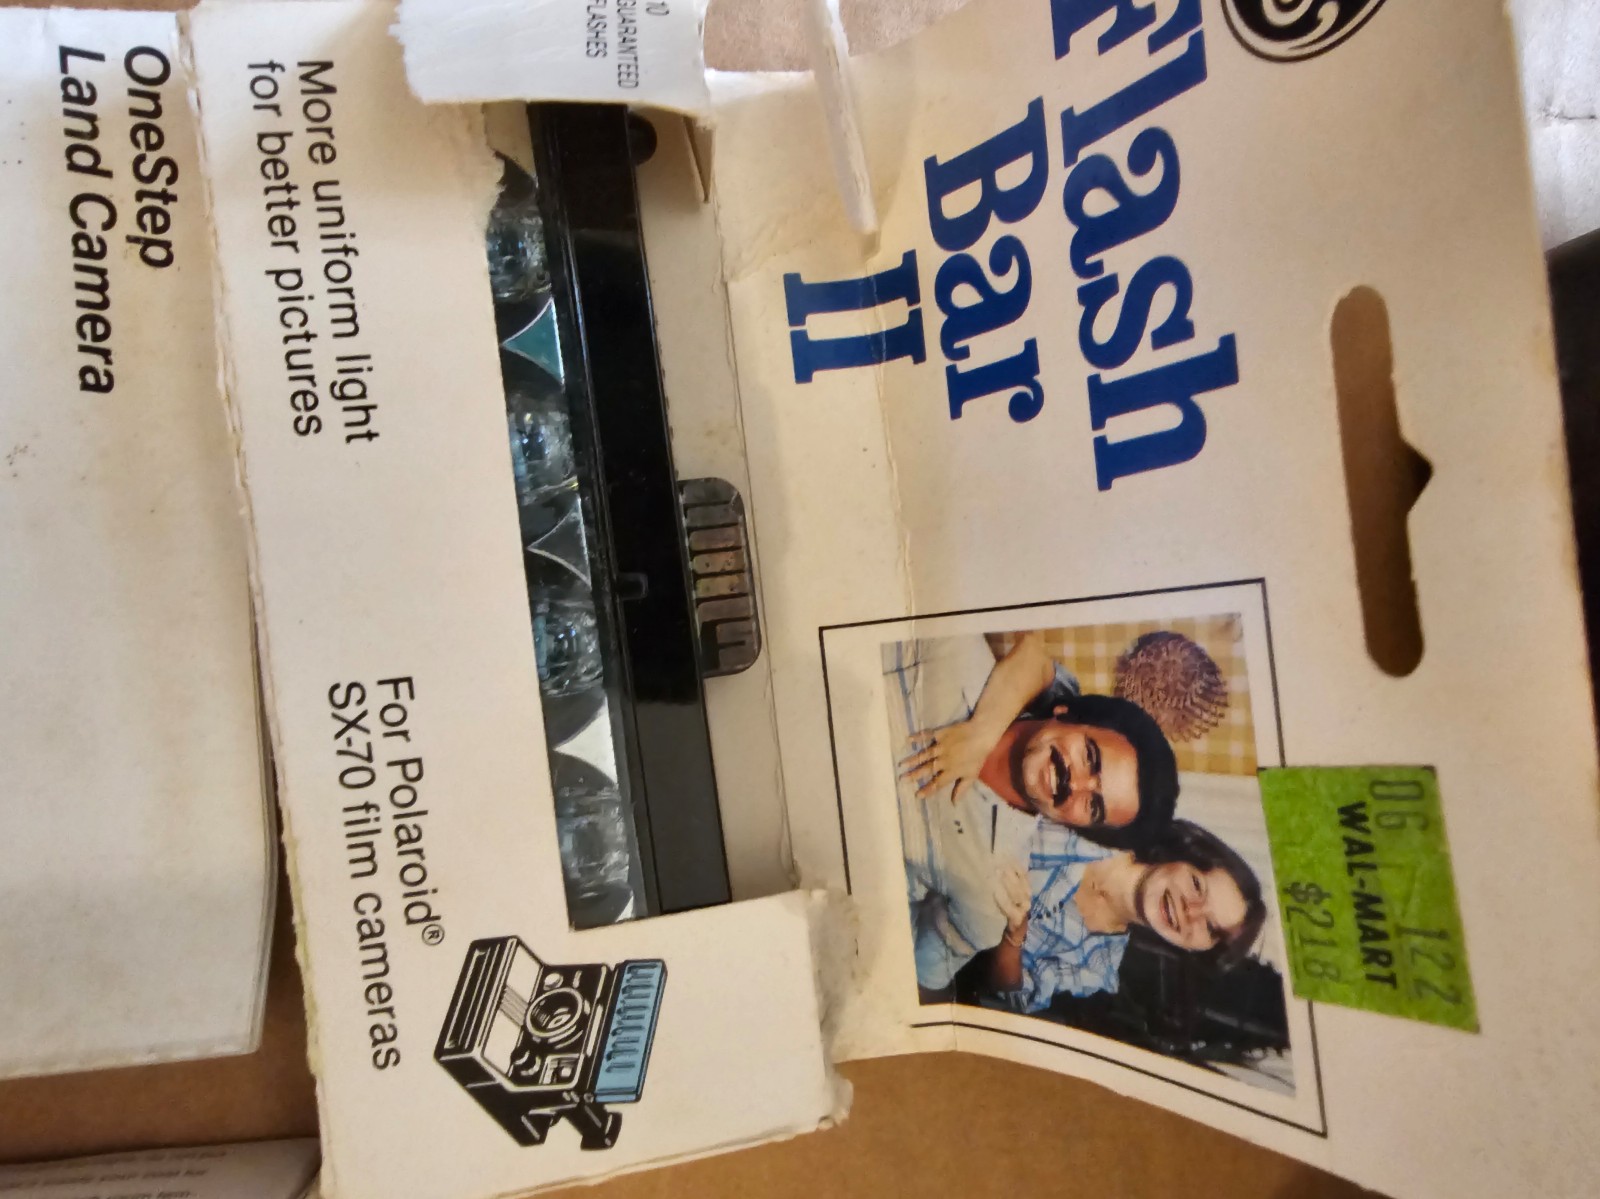 OneStep
Land Camera
10
GUARANTEED
FLASHES
More uniform light
for better pictures
For Polaroid®
SX-70 film cameras
Flash
Bar
II
06 122
WAL-MART
$218